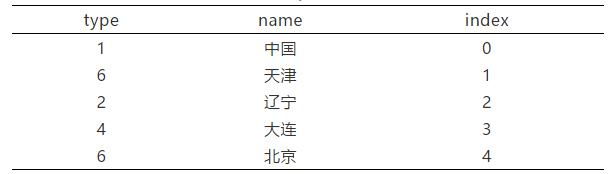 type name index
1 中国 0
6 天津 1
2 辽宁 2
4 大连 3
6 北京 4